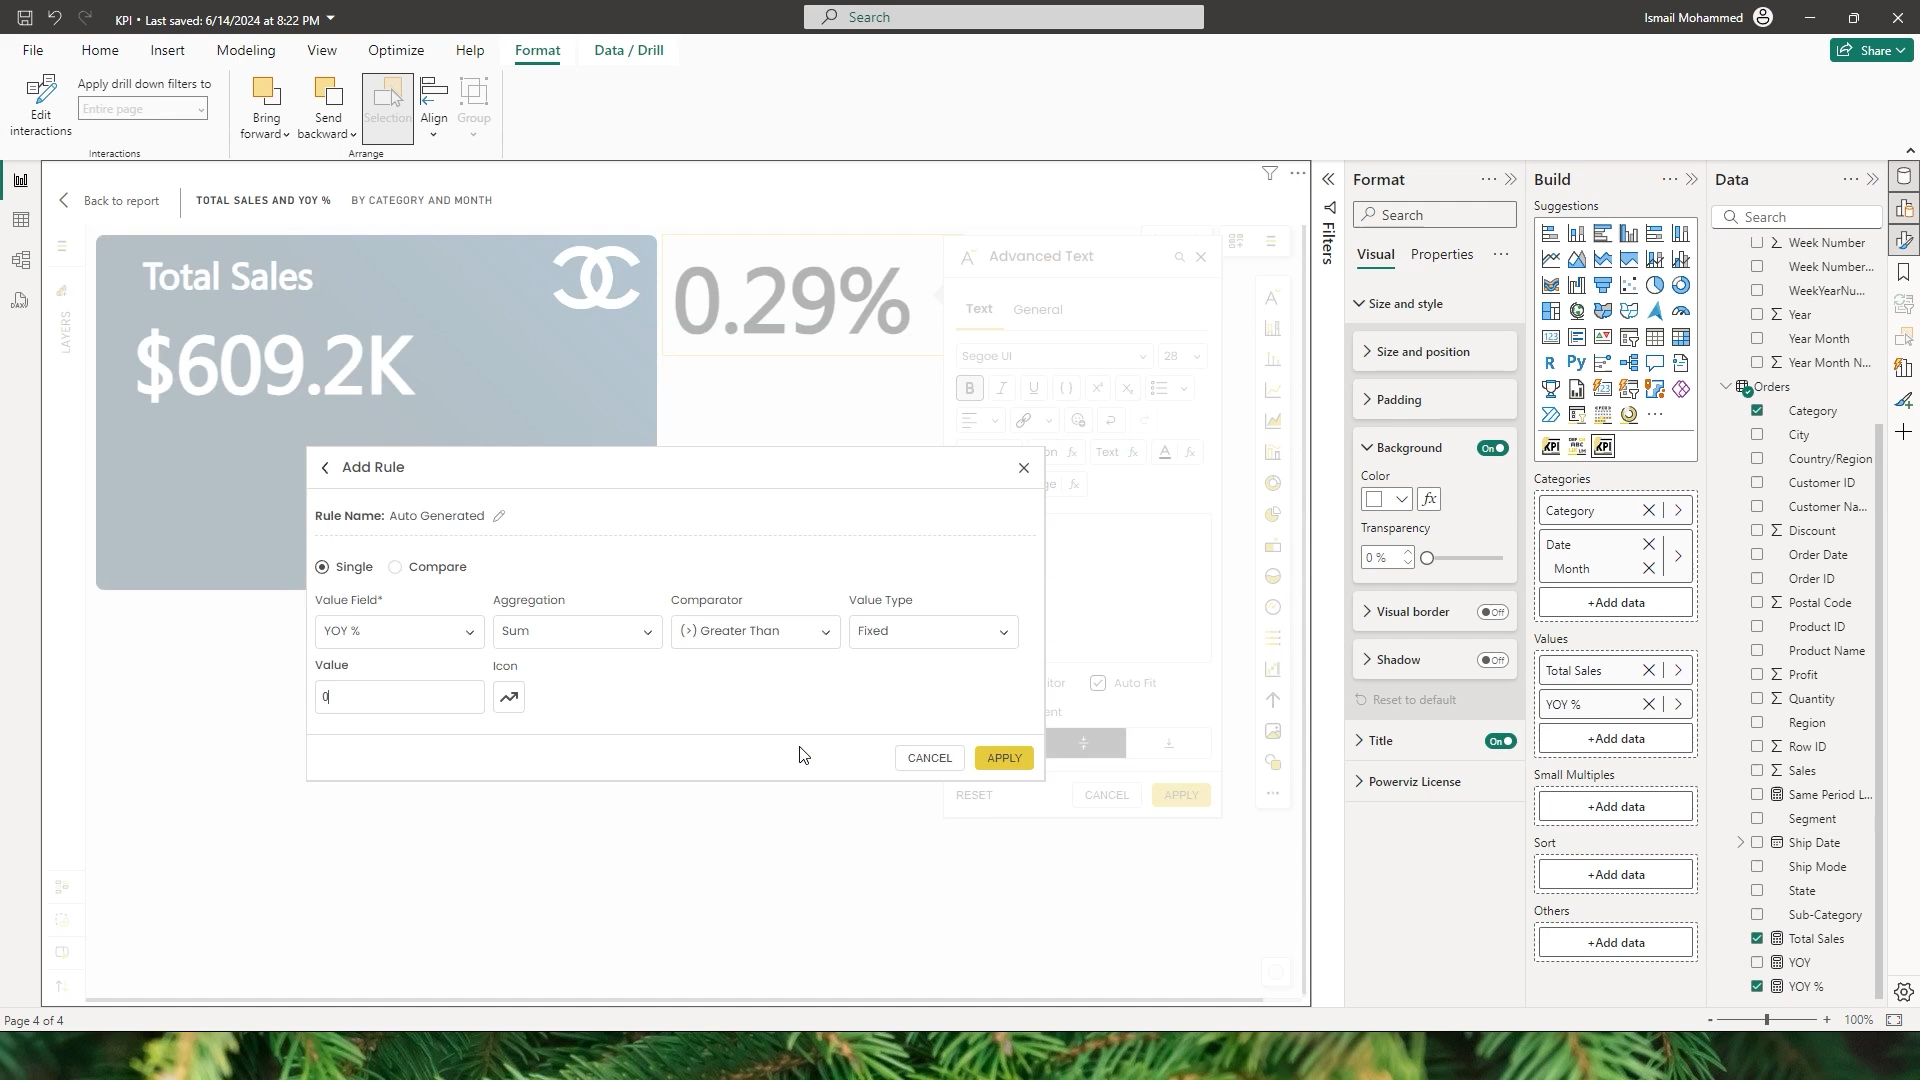 KPI • Last saved: 6/14/2024 at 8:22 PM
Search
Ismail Mohammed
File
Home
Insert
Modeling
View
Optimize
Help
Format
Data / Drill
Share
Edit
interactions
Apply drill down filters to
Entire page
Interactions
Bring
forward
Send
backward
Selection
Align
Group
Arrange
Back to report
TOTAL SALES AND YOY %
BY CATEGORY AND MONTH
LAYERS
Total Sales
$609.2K
0.29%
Advanced Text
Text
General
Segoe UI
28
B
I
U
Text fx
A fx
Auto Fit
RESET
CANCEL
APPLY
Add Rule
Rule Name: Auto Generated
Single
Compare
Value Field*
Aggregation
Comparator
Value Type
YOY %
Sum
(>) Greater Than
Fixed
Value
Icon
0
CANCEL
APPLY
Filters
Format
Search
Visual
Properties
Size and style
Size and position
Padding
Background
On
Color
fx
Transparency
0 %
Visual border
Off
Shadow
Off
Reset to default
Title
On
Powerviz License
Build
Suggestions
123
R
Py
KPI
KPI
Categories
Category
Date
Month
+Add data
Values
Total Sales
YOY %
+Add data
Small Multiples
+Add data
Sort
+Add data
Others
+Add data
Data
Search
Week Number
Week Number...
WeekYearNu...
Year
Year Month
Year Month N...
Orders
Category
City
Country/Region
Customer ID
Customer Na...
Discount
Order Date
Order ID
Postal Code
Product ID
Product Name
Profit
Quantity
Region
Row ID
Sales
Same Period L...
Segment
Ship Date
Ship Mode
State
Sub-Category
Total Sales
YOY
YOY %
Page 4 of 4
- + 100%